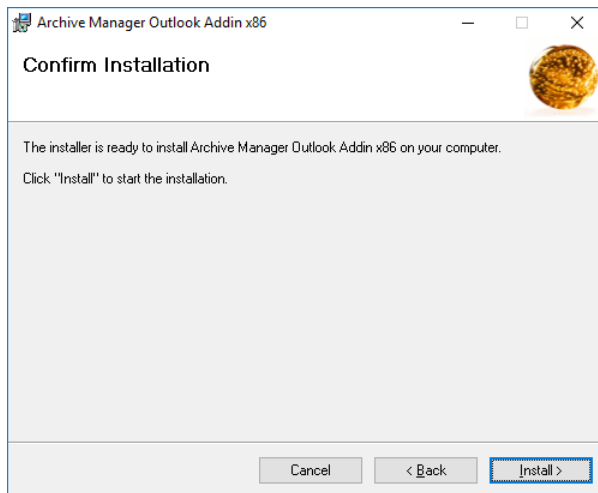 Archive Manager Outlook Addin x86
Confirm Installation
The installer is ready to install Archive Manager Outlook Addin x86 on your computer.
Click "Install" to start the installation.
Cancel
< Back
Install >